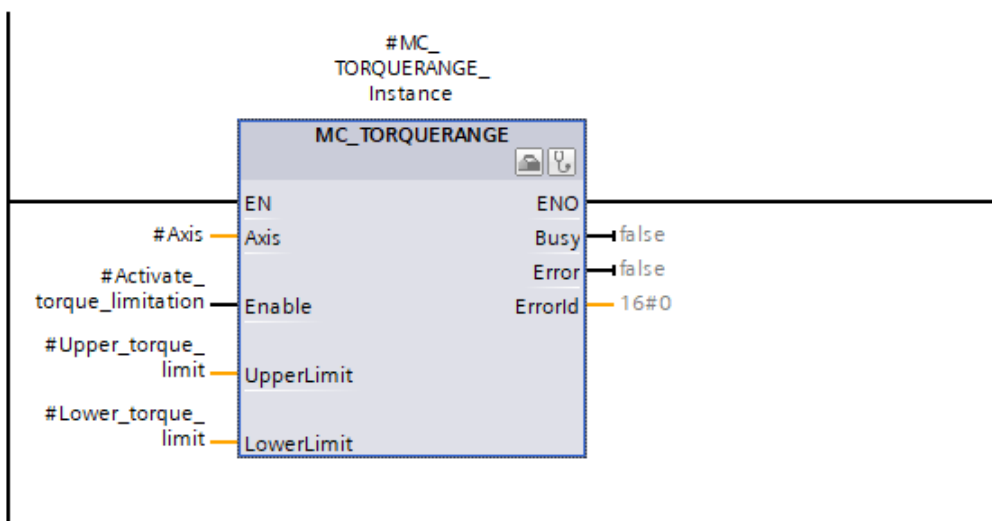 #MC_
TORQUERANGE_
Instance
MC_TORQUERANGE
EN
ENO
#Axis
Axis
Busy
false
#Activate_
torque_limitation
Enable
Error
false
ErrorId
16#0
#Upper_torque_
limit
UpperLimit
#Lower_torque_
limit
LowerLimit